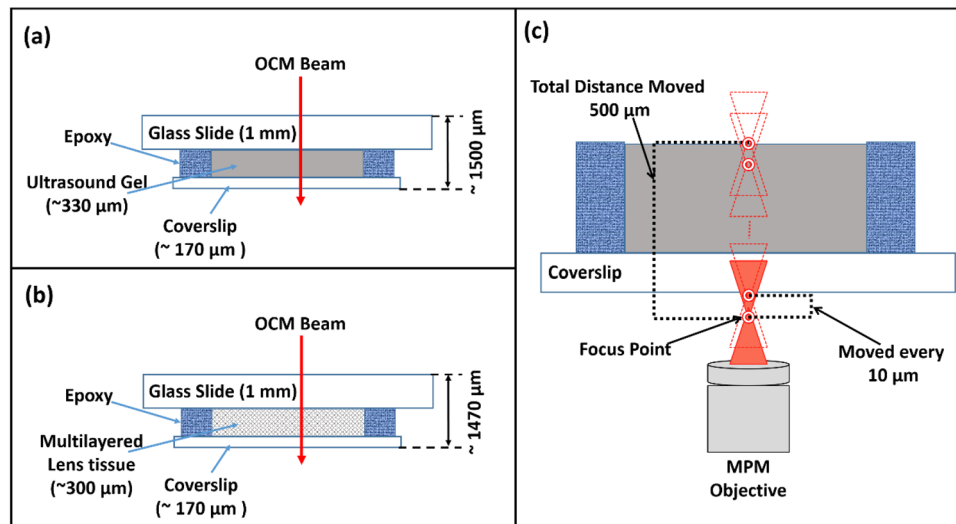 (a)
OCM Beam
Glass Slide (1 mm)
Epoxy
Ultrasound Gel
(~330 µm)
Coverslip
(~ 170 µm )
~ 1500 µm
(b)
OCM Beam
Glass Slide (1 mm)
Epoxy
Multilayered
Lens tissue
(~300 µm)
Coverslip
(~ 170 µm )
~ 1470 µm
(c)
Total Distance Moved
500 µm
Coverslip
Focus Point
Moved every
10 µm
MPM
Objective